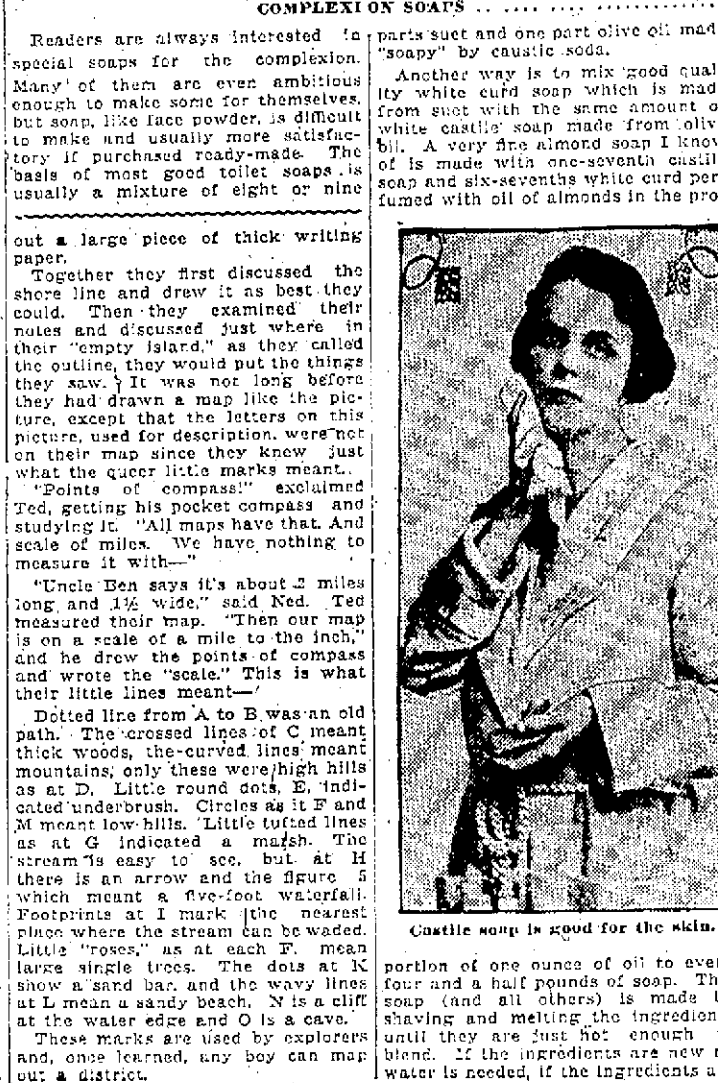 COMPLEXION SOAPS
Readers are always interested in
special soaps for the complexion.
Many of them are even ambitious
enough to make some for themselves,
but soap, like face powder, is difficult
to make and usually more satisfac-
tory if purchased ready-made. The
basis of most good toilet soaps is
usually a mixture of eight or nine
parts suet and one part olive oil mad
"soapy" by caustic soda.
Another way is to mix good qual
ity white curd soap which is mad
from suet with the same amount o
white castile soap made from oliv
oil. A very fine almond soap I know
of is made with one-seventh castil
soap and six-sevenths white curd per
fumed with oil of almonds in the pro
Castile soap is good for the skin.
portion of one ounce of oil to eve
four and a half pounds of soap. Th
soap (and all others) is made b
shaving and melting the ingredien
until they are just hot enough
blend. If the ingredients are new n
water is needed, if the ingredients a
out a large piece of thick writing
paper.
Together they first discussed the
shore line and drew it as best they
could. Then they examined their
notes and discussed just where in
their "empty island," as they called
the outline, they would put the things
they saw. It was not long before
they had drawn a map like the pic-
ture, except that the letters on this
picture, used for description, were not
on their map since they knew just
what the queer little marks meant.
"Points of compass!" exclaimed
Ted, getting his pocket compass and
studying it. "All maps have that. And
scale of miles. We have nothing to
measure it with—"
"Uncle Ben says it's about 2 miles
long and 1½ wide," said Ned. Ted
measured their map. "Then our map
is on a scale of a mile to the inch,"
and he drew the points of compass
and wrote the "scale." This is what
their little lines meant—
Dotted line from A to B was an old
path. The crossed lines of C meant
thick woods, the curved lines meant
mountains; only these were high hills
as at D. Little round dots, E, indi-
cated underbrush. Circles as it F and
M meant low hills. Little tufted lines
as at G indicated a marsh. The
stream is easy to see, but at H
there is an arrow and the figure 5
which meant a five-foot waterfall.
Footprints at I mark the nearest
place where the stream can be waded.
Little "roses," as at each F, mean
large single trees. The dots at K
show a sand bar, and the wavy lines
at L mean a sandy beach. N is a cliff
at the water edge and O is a cave.
These marks are used by explorers
and, once learned, any boy can map
out a district.